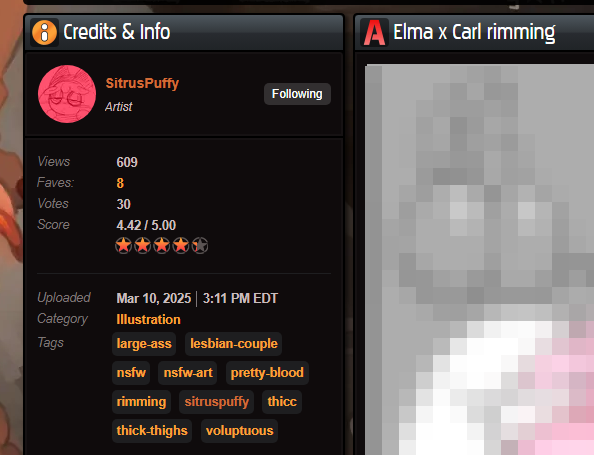 Credits & Info
Elma x Carl rimming
SitrusPuffy
Artist
Following
Views 609
Faves: 8
Votes 30
Score 4.42 / 5.00
Uploaded Mar 10, 2025 | 3:11 PM EDT
Category Illustration
Tags large-ass lesbian-couple
nsfw nsfw-art pretty-blood
rimming sitruspuffy thicc
thick-thighs voluptuous